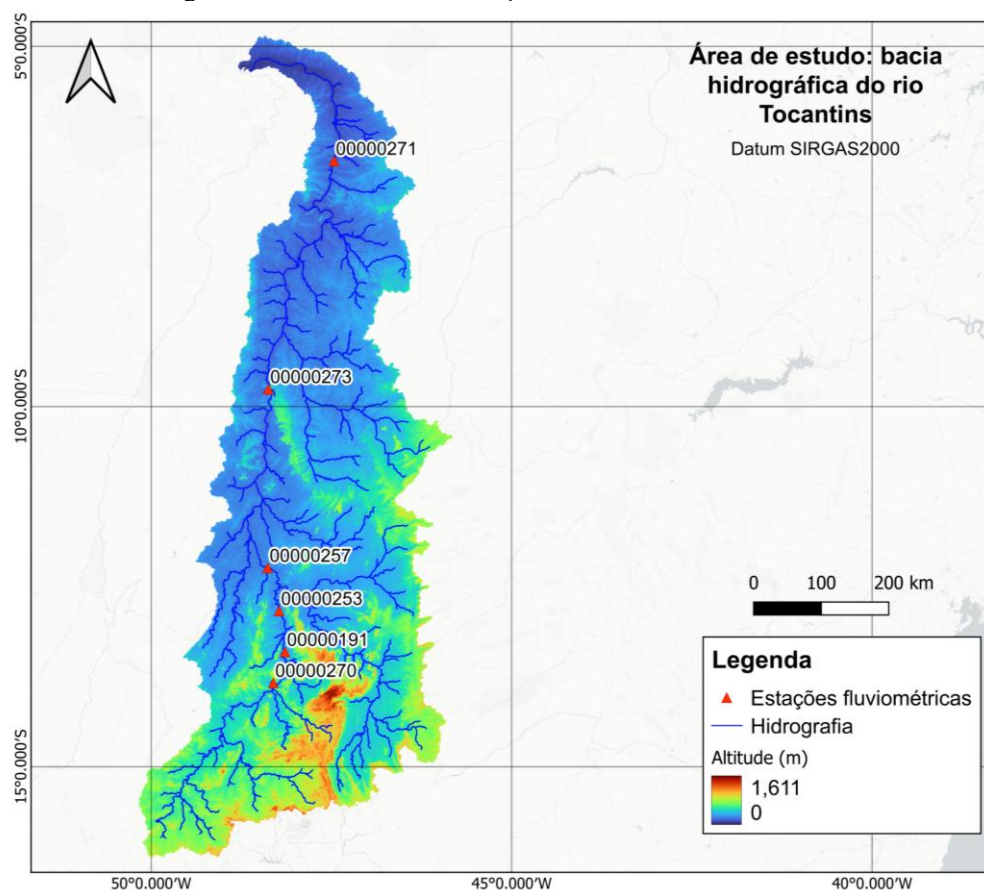 5°0.000'S
Área de estudo: bacia
hidrográfica do rio
Tocantins
Datum SIRGAS2000
00000271
00000273
10°0.000'S
00000257
00000253
00000191
00000270
0 100 200 km
Legenda
Estações fluviométricas
Hidrografia
Altitude (m)
1,611
0
15°0.000'S
50°0.000'W 45°0.000'W 40°0.000'W